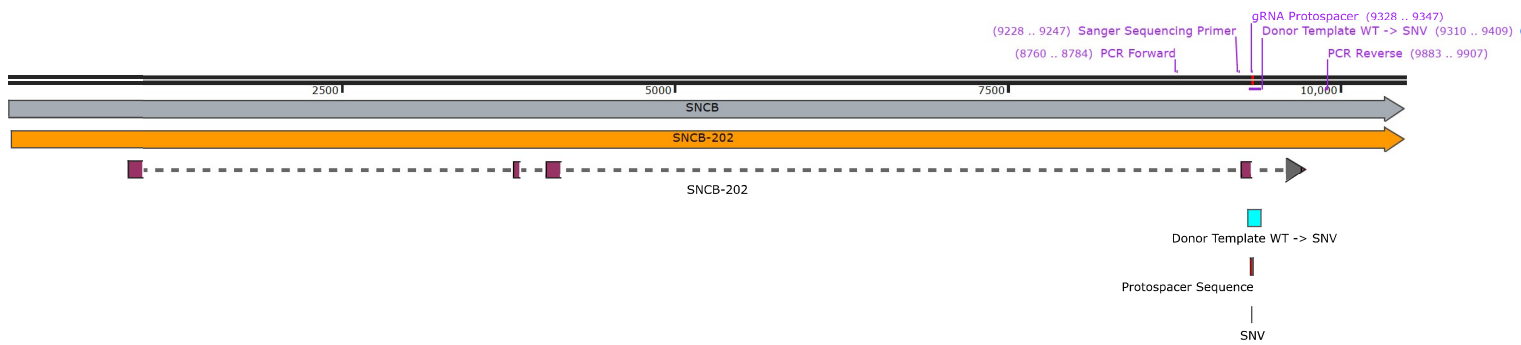 gRNA Protospacer (9328 .. 9347)
(9228 .. 9247) Sanger Sequencing Primer
Donor Template WT -> SNV (9310 .. 9409)
(8760 .. 8784) PCR Forward
PCR Reverse (9883 .. 9907)
2500
5000
7500
10,000
SNCB
SNCB-202
SNCB-202
Donor Template WT -> SNV
Protospacer Sequence
SNV